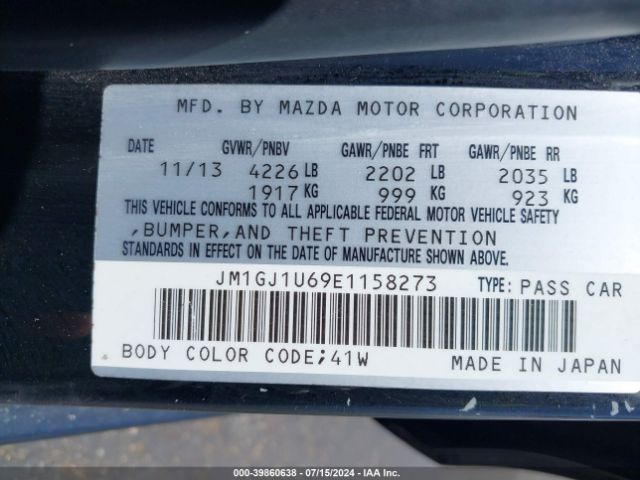 MFD. BY MAZDA MOTOR CORPORATION
DATE GVWR/PNBV GAWR/PNBE FRT GAWR/PNBE RR
11/13 4226 LB 2202 LB 2035 LB
1917 KG 999 KG 923 KG
THIS VEHICLE CONFORMS TO ALL APPLICABLE FEDERAL MOTOR VEHICLE SAFETY
,BUMPER,AND THEFT PREVENTION
STANDARDS IN EFFECT ON THE DATE OF MANUFACTURE SHOWN ABOVE.
JM1GJ1U69E1158273 TYPE: PASS CAR
BODY COLOR CODE;41W MADE IN JAPAN
000-39860638 - 07/15/2024 - IAA Inc.